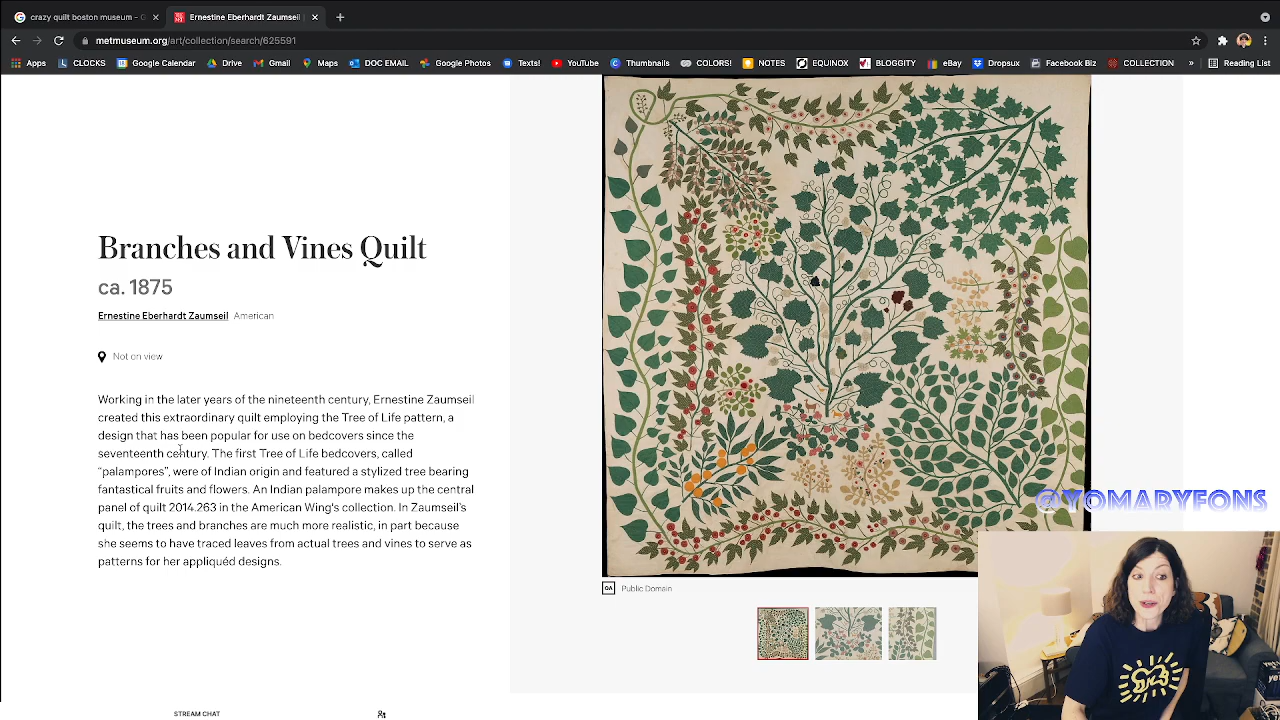 crazy quilt boston museum – G
Ernestine Eberhardt Zaumseil |
metmuseum.org/art/collection/search/625591
Apps CLOCKS Google Calendar Drive Gmail Maps DOC EMAIL Google Photos Texts! YouTube Thumbnails COLORS! NOTES EQUINOX BLOGGITY eBay Dropbox Facebook Biz COLLECTION » Reading List
Branches and Vines Quilt
ca. 1875
Ernestine Eberhardt Zaumseil American
Not on view
Working in the later years of the nineteenth century, Ernestine Zaumseil
created this extraordinary quilt employing the Tree of Life pattern, a
design that has been popular for use on bedcovers since the
seventeenth century. The first Tree of Life bedcovers, called
“palampores”, were of Indian origin and featured a stylized tree bearing
fantastical fruits and flowers. An Indian palampore makes up the central
panel of quilt 2014.263 in the American Wing's collection. In Zaumseil's
quilt, the trees and branches are much more realistic, in part because
she seems to have traced leaves from actual trees and vines to serve as
patterns for her appliquéd designs.
OA Public Domain
@YOMARYFONS
STREAM CHAT